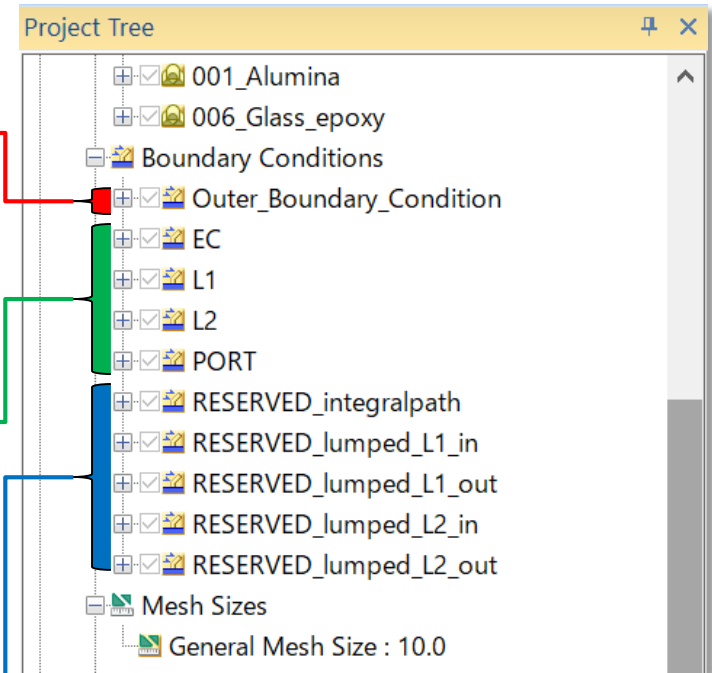 Project Tree
001_Alumina
006_Glass_epoxy
Boundary Conditions
Outer_Boundary_Condition
EC
L1
L2
PORT
RESERVED_integralpath
RESERVED_lumped_L1_in
RESERVED_lumped_L1_out
RESERVED_lumped_L2_in
RESERVED_lumped_L2_out
Mesh Sizes
General Mesh Size : 10.0